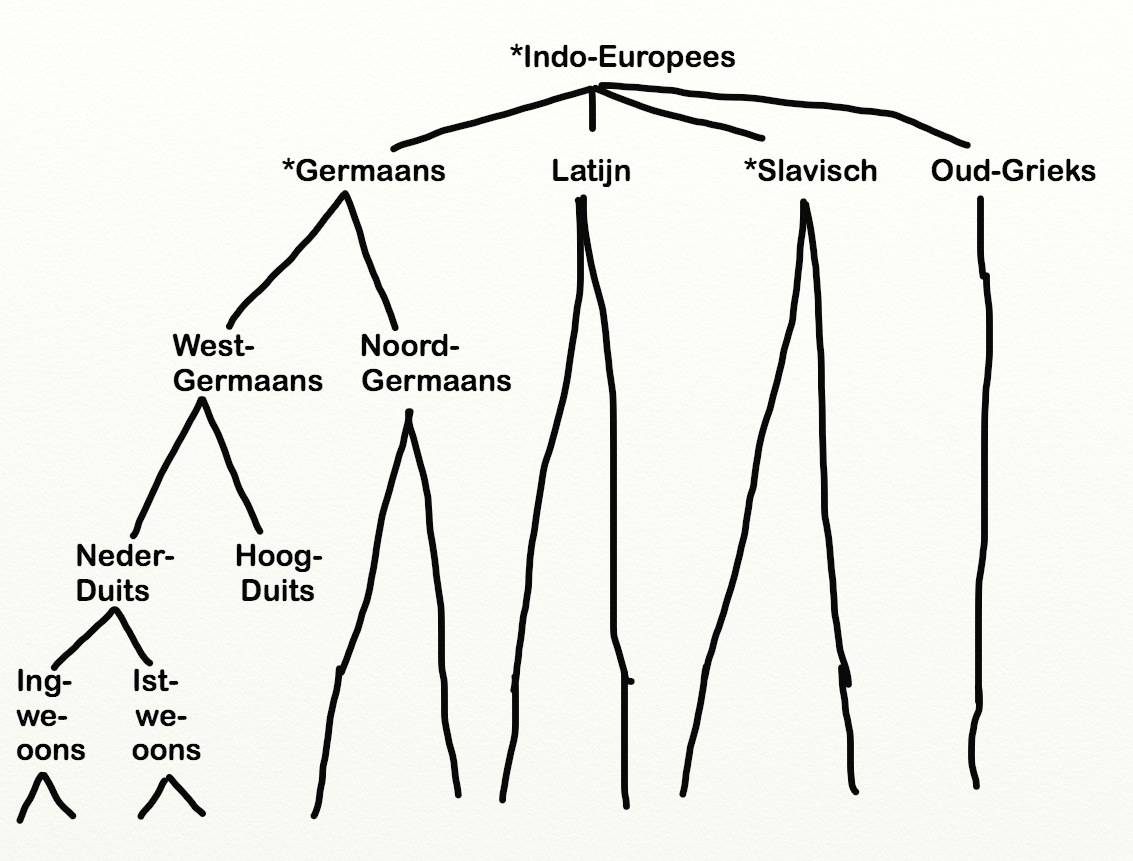 *Indo-Europees
*Germaans
Latijn
*Slavisch
Oud-Grieks
West-
Germaans
Noord-
Germaans
Neder-
Duits
Hoog-
Duits
Ing-
we-
oons
Ist-
we-
oons